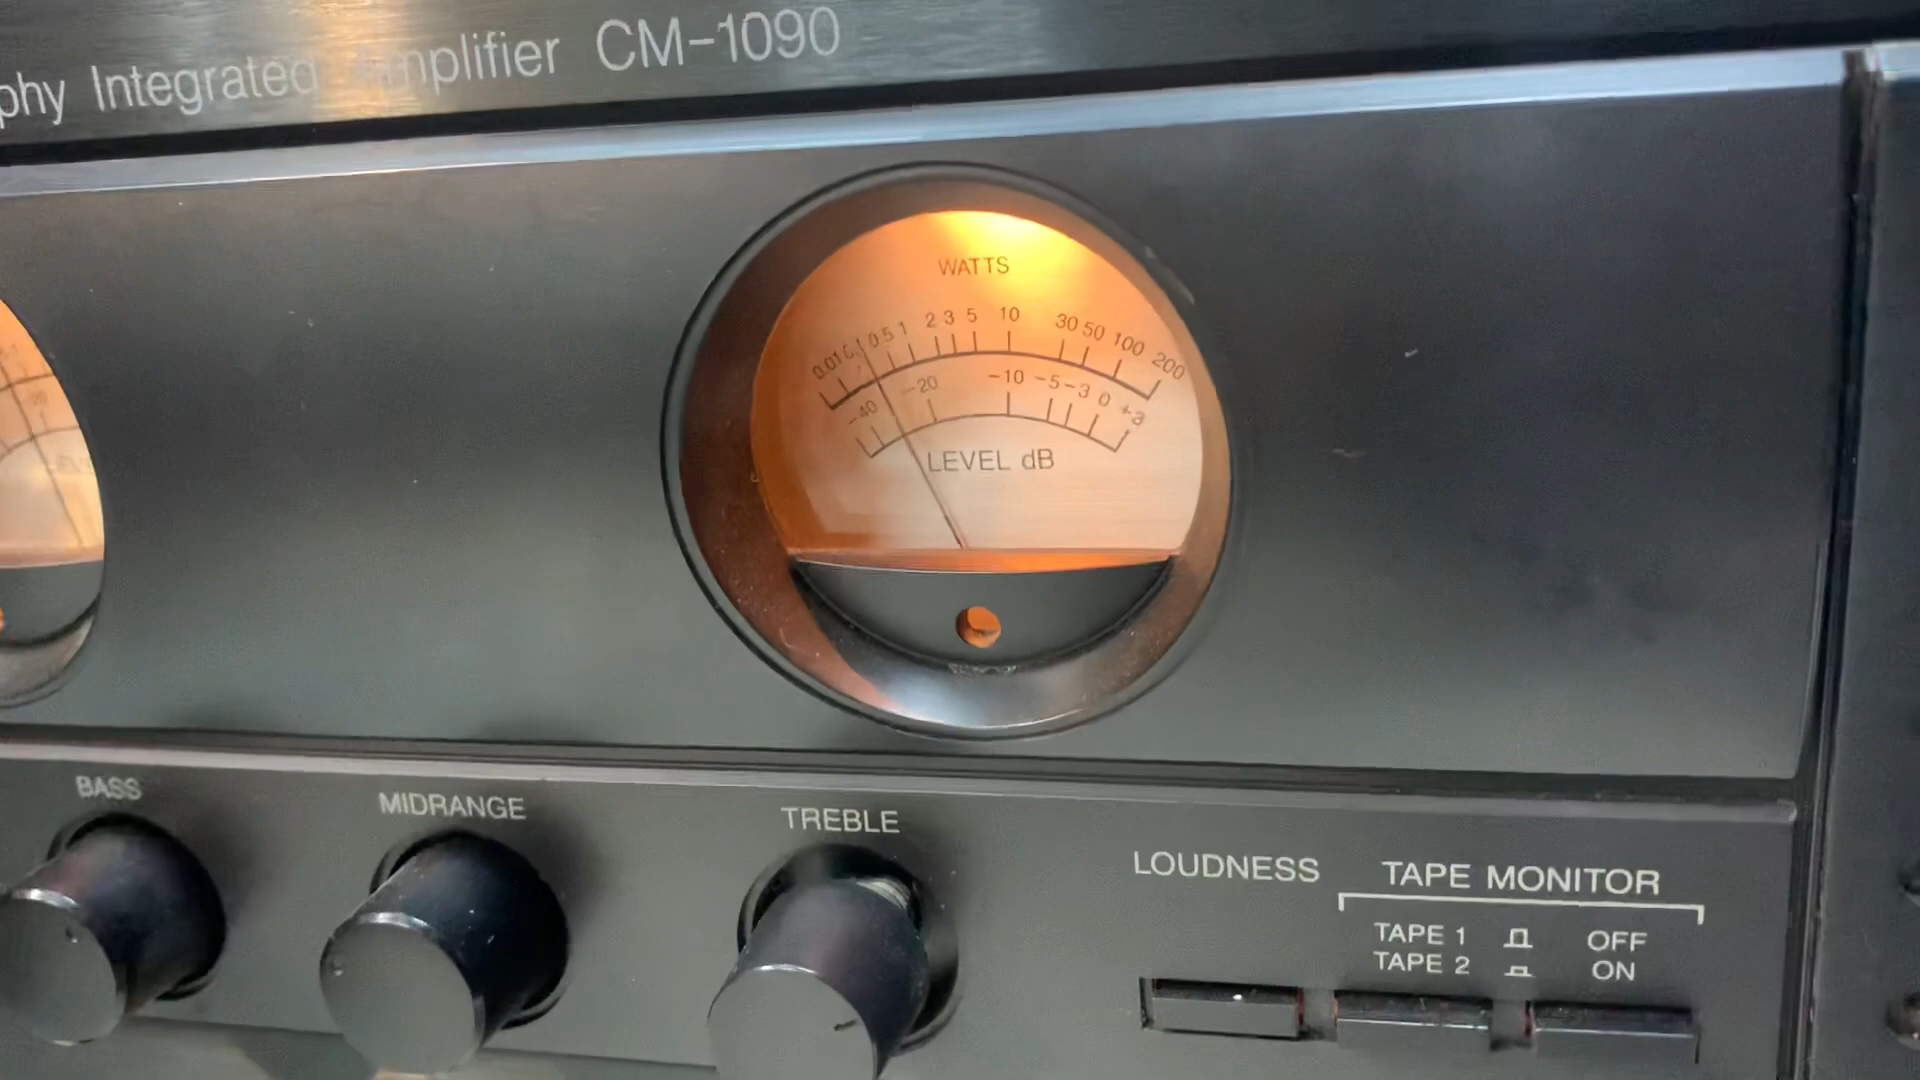 phy Integrated Amplifier CM-1090
WATTS
0.01 0.1 0.5 1 2 3 5 10 30 50 100 200
-40 -20 -10 -5 -3 0 +3
LEVEL dB
BASS
MIDRANGE
TREBLE
LOUDNESS
TAPE MONITOR
TAPE 1 OFF
TAPE 2 ON